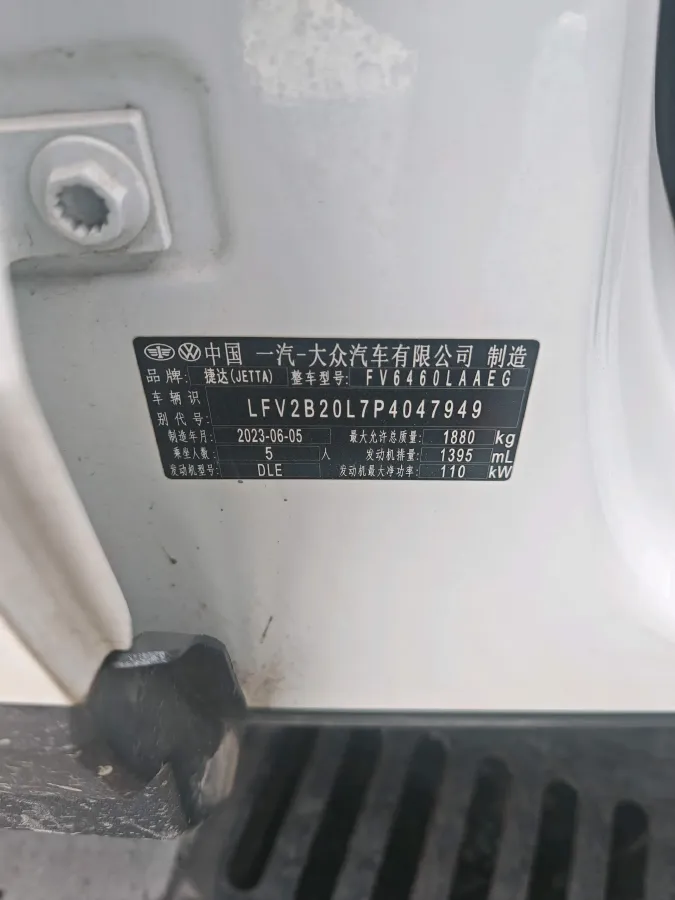 中国 一汽-大众汽车有限公司 制造
品牌: 捷达(JETTA) 整车型号: FV6460LAAEG
车辆识别代号: LFV2B20L7P4047949
制造年月: 2023-06-05 最大允许总质量: 1880 kg
乘坐人数: 5 人 发动机排量: 1395 mL
发动机型号: DLE 发动机最大净功率: 110 kW